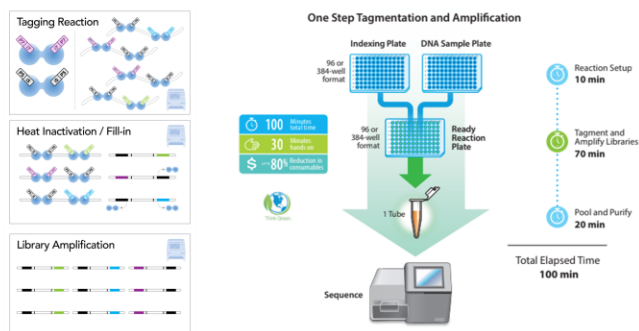 Tagging Reaction
Heat Inactivation / Fill-in
Library Amplification
One Step Tagmentation and Amplification
Indexing Plate
DNA Sample Plate
96 or
384-well
format
96 or
384-well
format
Ready
Reaction
Plate
100 Minutes
total time
30 Minutes
hands on
80% Reduction in
consumables
Think Green
1 Tube
Sequence
Reaction Setup
10 min
Tagment and
Amplify Libraries
70 min
Pool and Purify
20 min
Total Elapsed Time
100 min